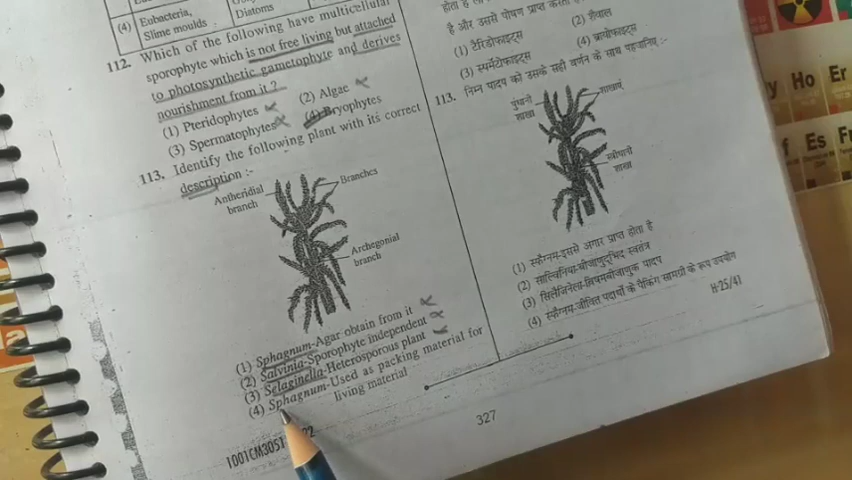 Eubacteria,
(4) Slime moulds
Diatoms
112. Which of the following have multicellular
sporophyte which is not free living but attached
to photosynthetic gametophyte and derives
nourishment from it ?
(1) Pteridophytes
(2) Algae
(3) Spermatophytes
(4) Bryophytes
113. Identify the following plant with its correct
description :-
Antheridial
branch
Branches
Archegonial
branch
(1) Sphagnum-Agar obtain from it
(2) Salvinia-Sporophyte independent
(3) Selaginella-Heterosporous plant
(4) Sphagnum-Used as packing material for
living material
है और उससे पोषण प्राप्त
(1) टैरिडोफाइट्स
(2) शैवाल
(3) स्पर्मेटोफाइट्स
(4) ब्रायोफाइट्स
113. निम्न पादप को उसके सही वर्णन के साथ पहचानिए :-
पुंधानी
शाखा
शाखाएं
स्त्रीधानी
शाखा
(1) स्फैग्नम-इससे अगार प्राप्त होता है
(2) साल्विनिया-बीजाणुद्भिद स्वतंत्र
(3) सिलैजिनेला-विषमबीजाणुक पादप
(4) स्फैग्नम-जीवित पदार्थों के पैकिंग सामग्री के रूप उपयोग
H-25/41
327
Ho Er
Es